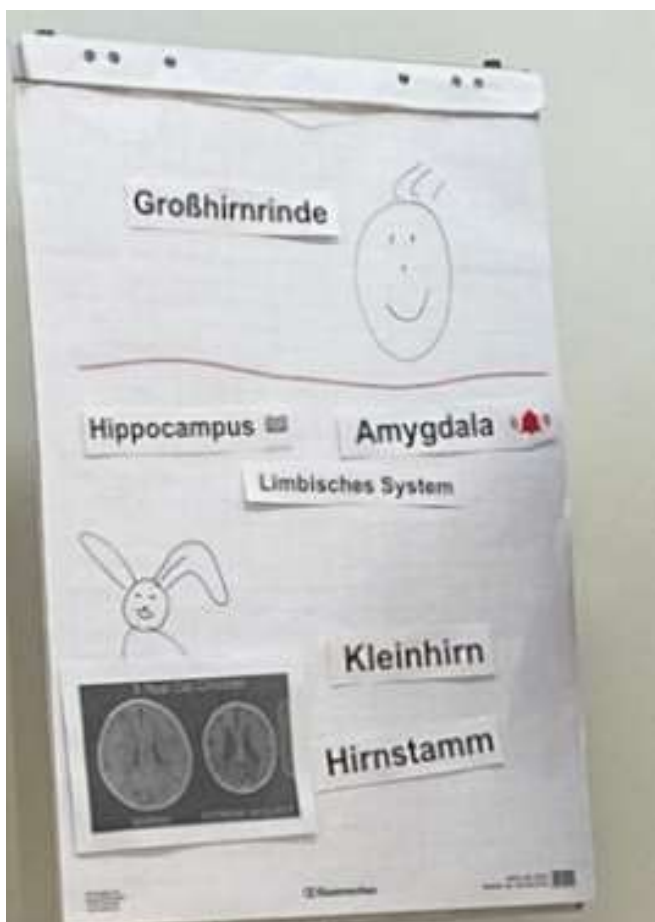 Großhirnrinde
Hippocampus
Amygdala
Limbisches System
Kleinhirn
Hirnstamm